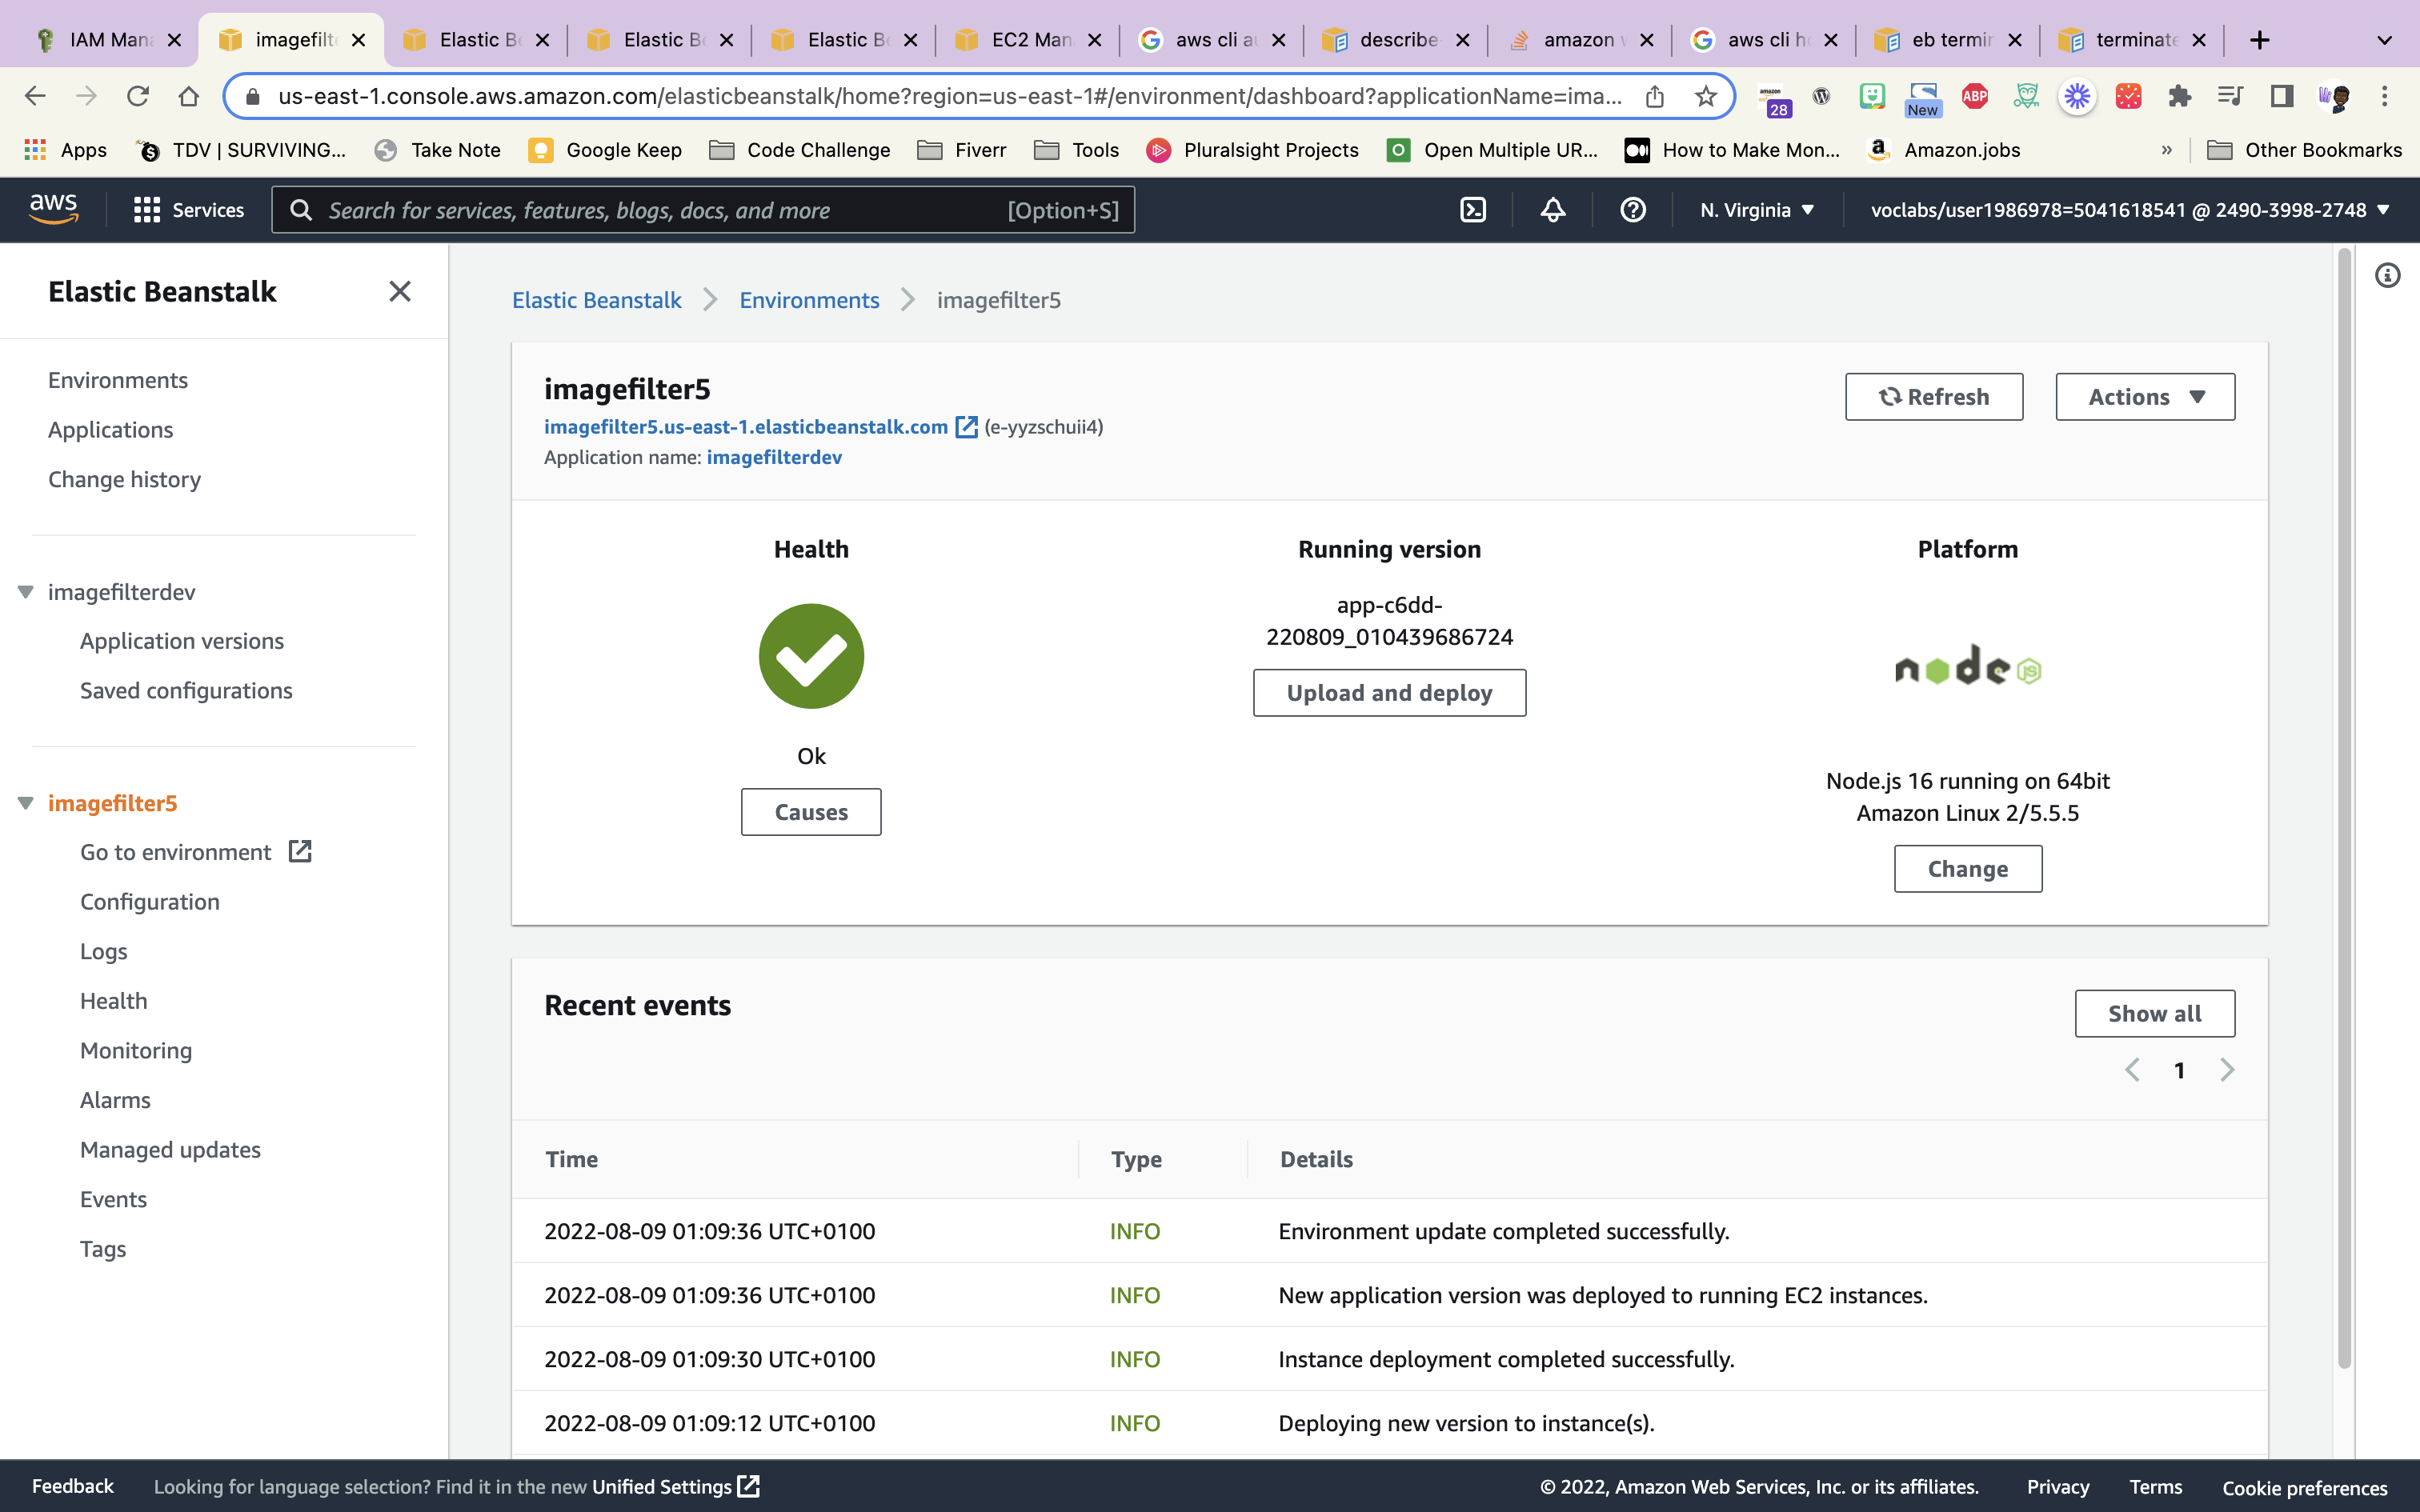 IAM Man
imagefilt
Elastic B
Elastic B
Elastic B
EC2 Man
aws cli a
describe-
amazon
aws cli h
eb termin
terminat
us-east-1.console.aws.amazon.com/elasticbeanstalk/home?region=us-east-1#/environment/dashboard?applicationName=ima...
amazon
28
New
ABP
Apps
TDV | SURVIVING...
Take Note
Google Keep
Code Challenge
Fiverr
Tools
Pluralsight Projects
Open Multiple UR...
How to Make Mon...
Amazon.jobs
»
Other Bookmarks
aws
Services
Search for services, features, blogs, docs, and more
[Option+S]
N. Virginia
voclabs/user1986978=5041618541 @ 2490-3998-2748
Elastic Beanstalk
Environments
Applications
Change history
imagefilterdev
Application versions
Saved configurations
imagefilter5
Go to environment
Configuration
Logs
Health
Monitoring
Alarms
Managed updates
Events
Tags
Elastic Beanstalk
Environments
imagefilter5
imagefilter5
imagefilter5.us-east-1.elasticbeanstalk.com (e-yyzschuii4)
Application name: imagefilterdev
Refresh
Actions
Health
Ok
Causes
Running version
app-c6dd-
220809_010439686724
Upload and deploy
Platform
node
JS
Node.js 16 running on 64bit
Amazon Linux 2/5.5.5
Change
Recent events
Show all
1
Time Type Details
2022-08-09 01:09:36 UTC+0100 INFO Environment update completed successfully.
2022-08-09 01:09:36 UTC+0100 INFO New application version was deployed to running EC2 instances.
2022-08-09 01:09:30 UTC+0100 INFO Instance deployment completed successfully.
2022-08-09 01:09:12 UTC+0100 INFO Deploying new version to instance(s).
Feedback
Looking for language selection? Find it in the new Unified Settings
© 2022, Amazon Web Services, Inc. or its affiliates.
Privacy
Terms
Cookie preferences